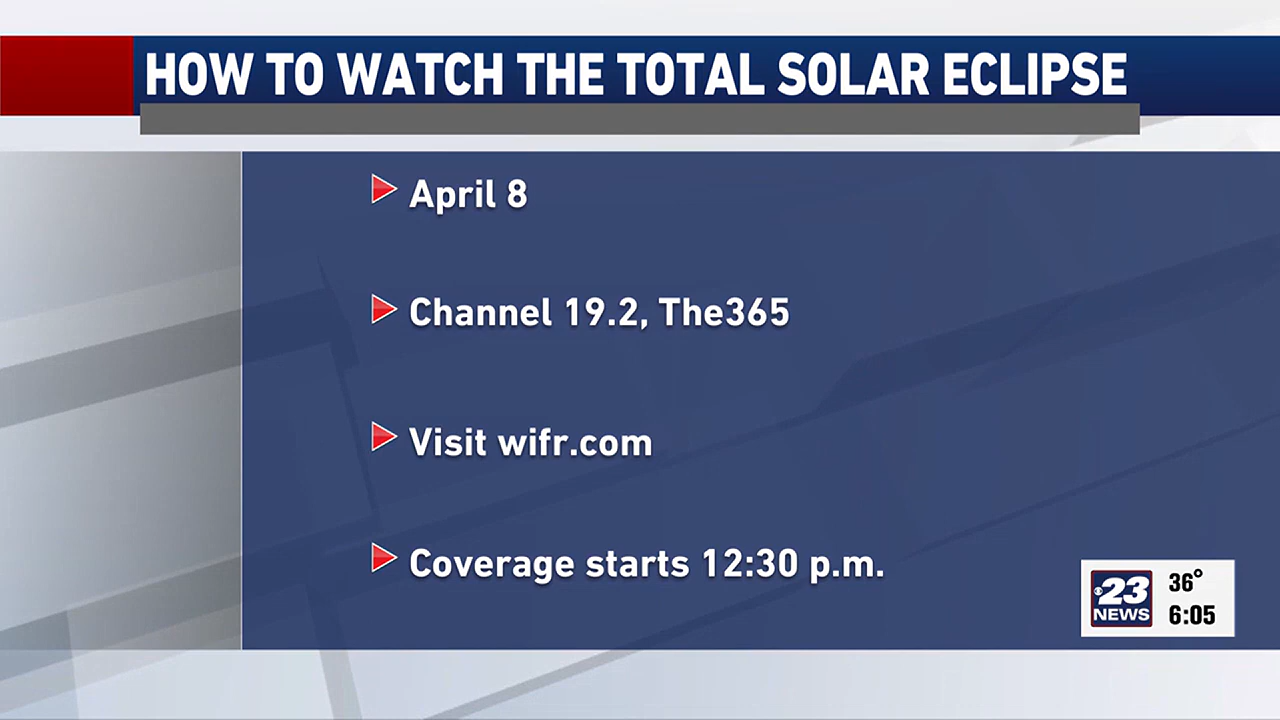 HOW TO WATCH THE TOTAL SOLAR ECLIPSE
April 8
Channel 19.2, The365
Visit wifr.com
Coverage starts 12:30 p.m.
23
NEWS
36°
6:05